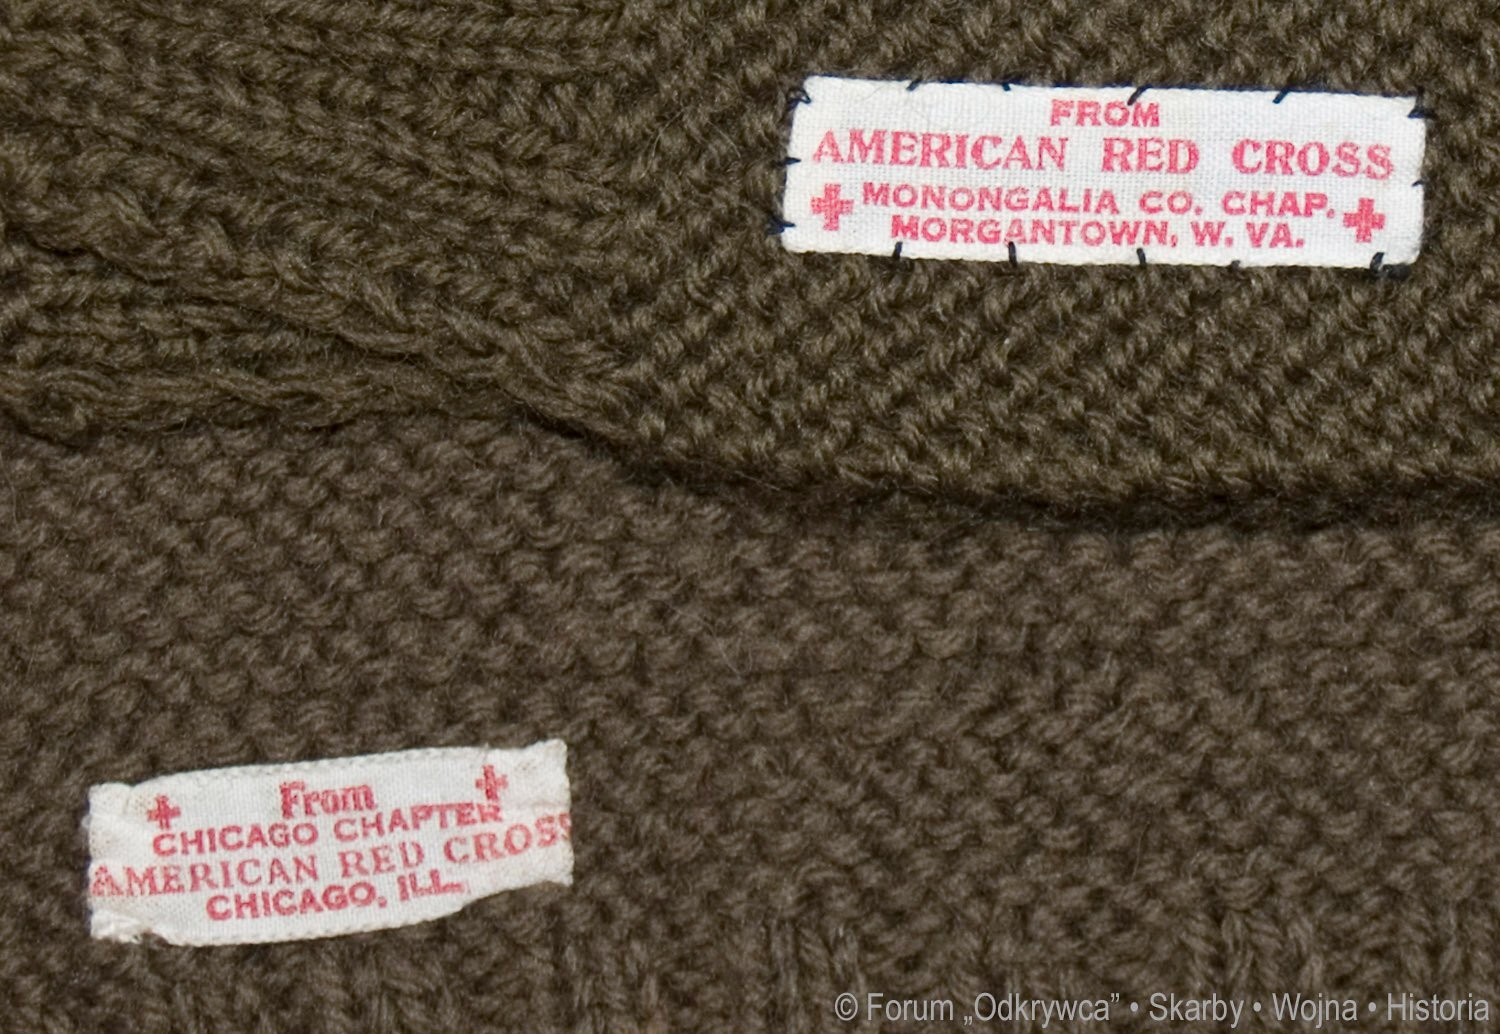 FROM
AMERICAN RED CROSS
MONONGALIA CO. CHAP.
MORGANTOWN, W. VA.
From
CHICAGO CHAPTER
AMERICAN RED CROSS
CHICAGO, ILL.
© Forum „Odkrywca” • Skarby • Wojna • Historia